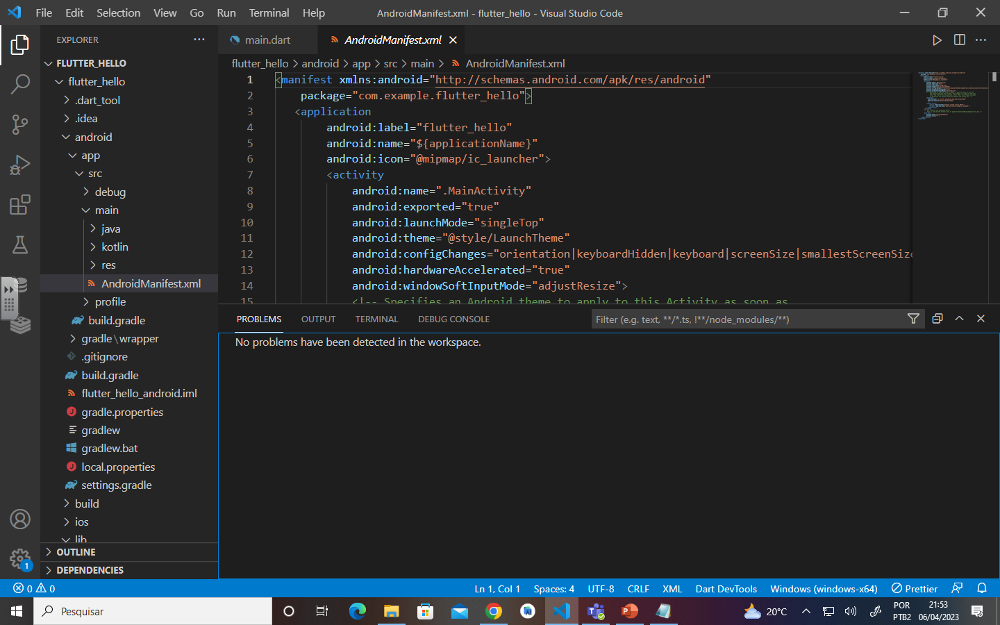 File Edit Selection View Go Run Terminal Help
AndroidManifest.xml - flutter_hello - Visual Studio Code
EXPLORER
FLUTTER_HELLO
flutter_hello
.dart_tool
.idea
android
app
src
debug
main
java
kotlin
res
AndroidManifest.xml
profile
build.gradle
gradle\wrapper
.gitignore
build.gradle
flutter_hello_android.iml
gradle.properties
gradlew
gradlew.bat
local.properties
settings.gradle
build
ios
lib
OUTLINE
DEPENDENCIES
main.dart
AndroidManifest.xml
flutter_hello > android > app > src > main > AndroidManifest.xml
1 <manifest xmlns:android="http://schemas.android.com/apk/res/android"
2 package="com.example.flutter_hello">
3 <application
4 android:label="flutter_hello"
5 android:name="${applicationName}"
6 android:icon="@mipmap/ic_launcher">
7 <activity
8 android:name=".MainActivity"
9 android:exported="true"
10 android:launchMode="singleTop"
11 android:theme="@style/LaunchTheme"
12 android:configChanges="orientation|keyboardHidden|keyboard|screenSize|smallestScreenSize
13 android:hardwareAccelerated="true"
14 android:windowSoftInputMode="adjustResize">
15 <!-- Specifies an Android theme to apply to this Activity as soon as
PROBLEMS OUTPUT TERMINAL DEBUG CONSOLE
Filter (e.g. text, **/*.ts, !**/node_modules/**)
No problems have been detected in the workspace.
1
0 0
Ln 1, Col 1 Spaces: 4 UTF-8 CRLF XML Dart DevTools Windows (windows-x64) Prettier
Pesquisar
20°C
POR
PTB2
21:53
06/04/2023